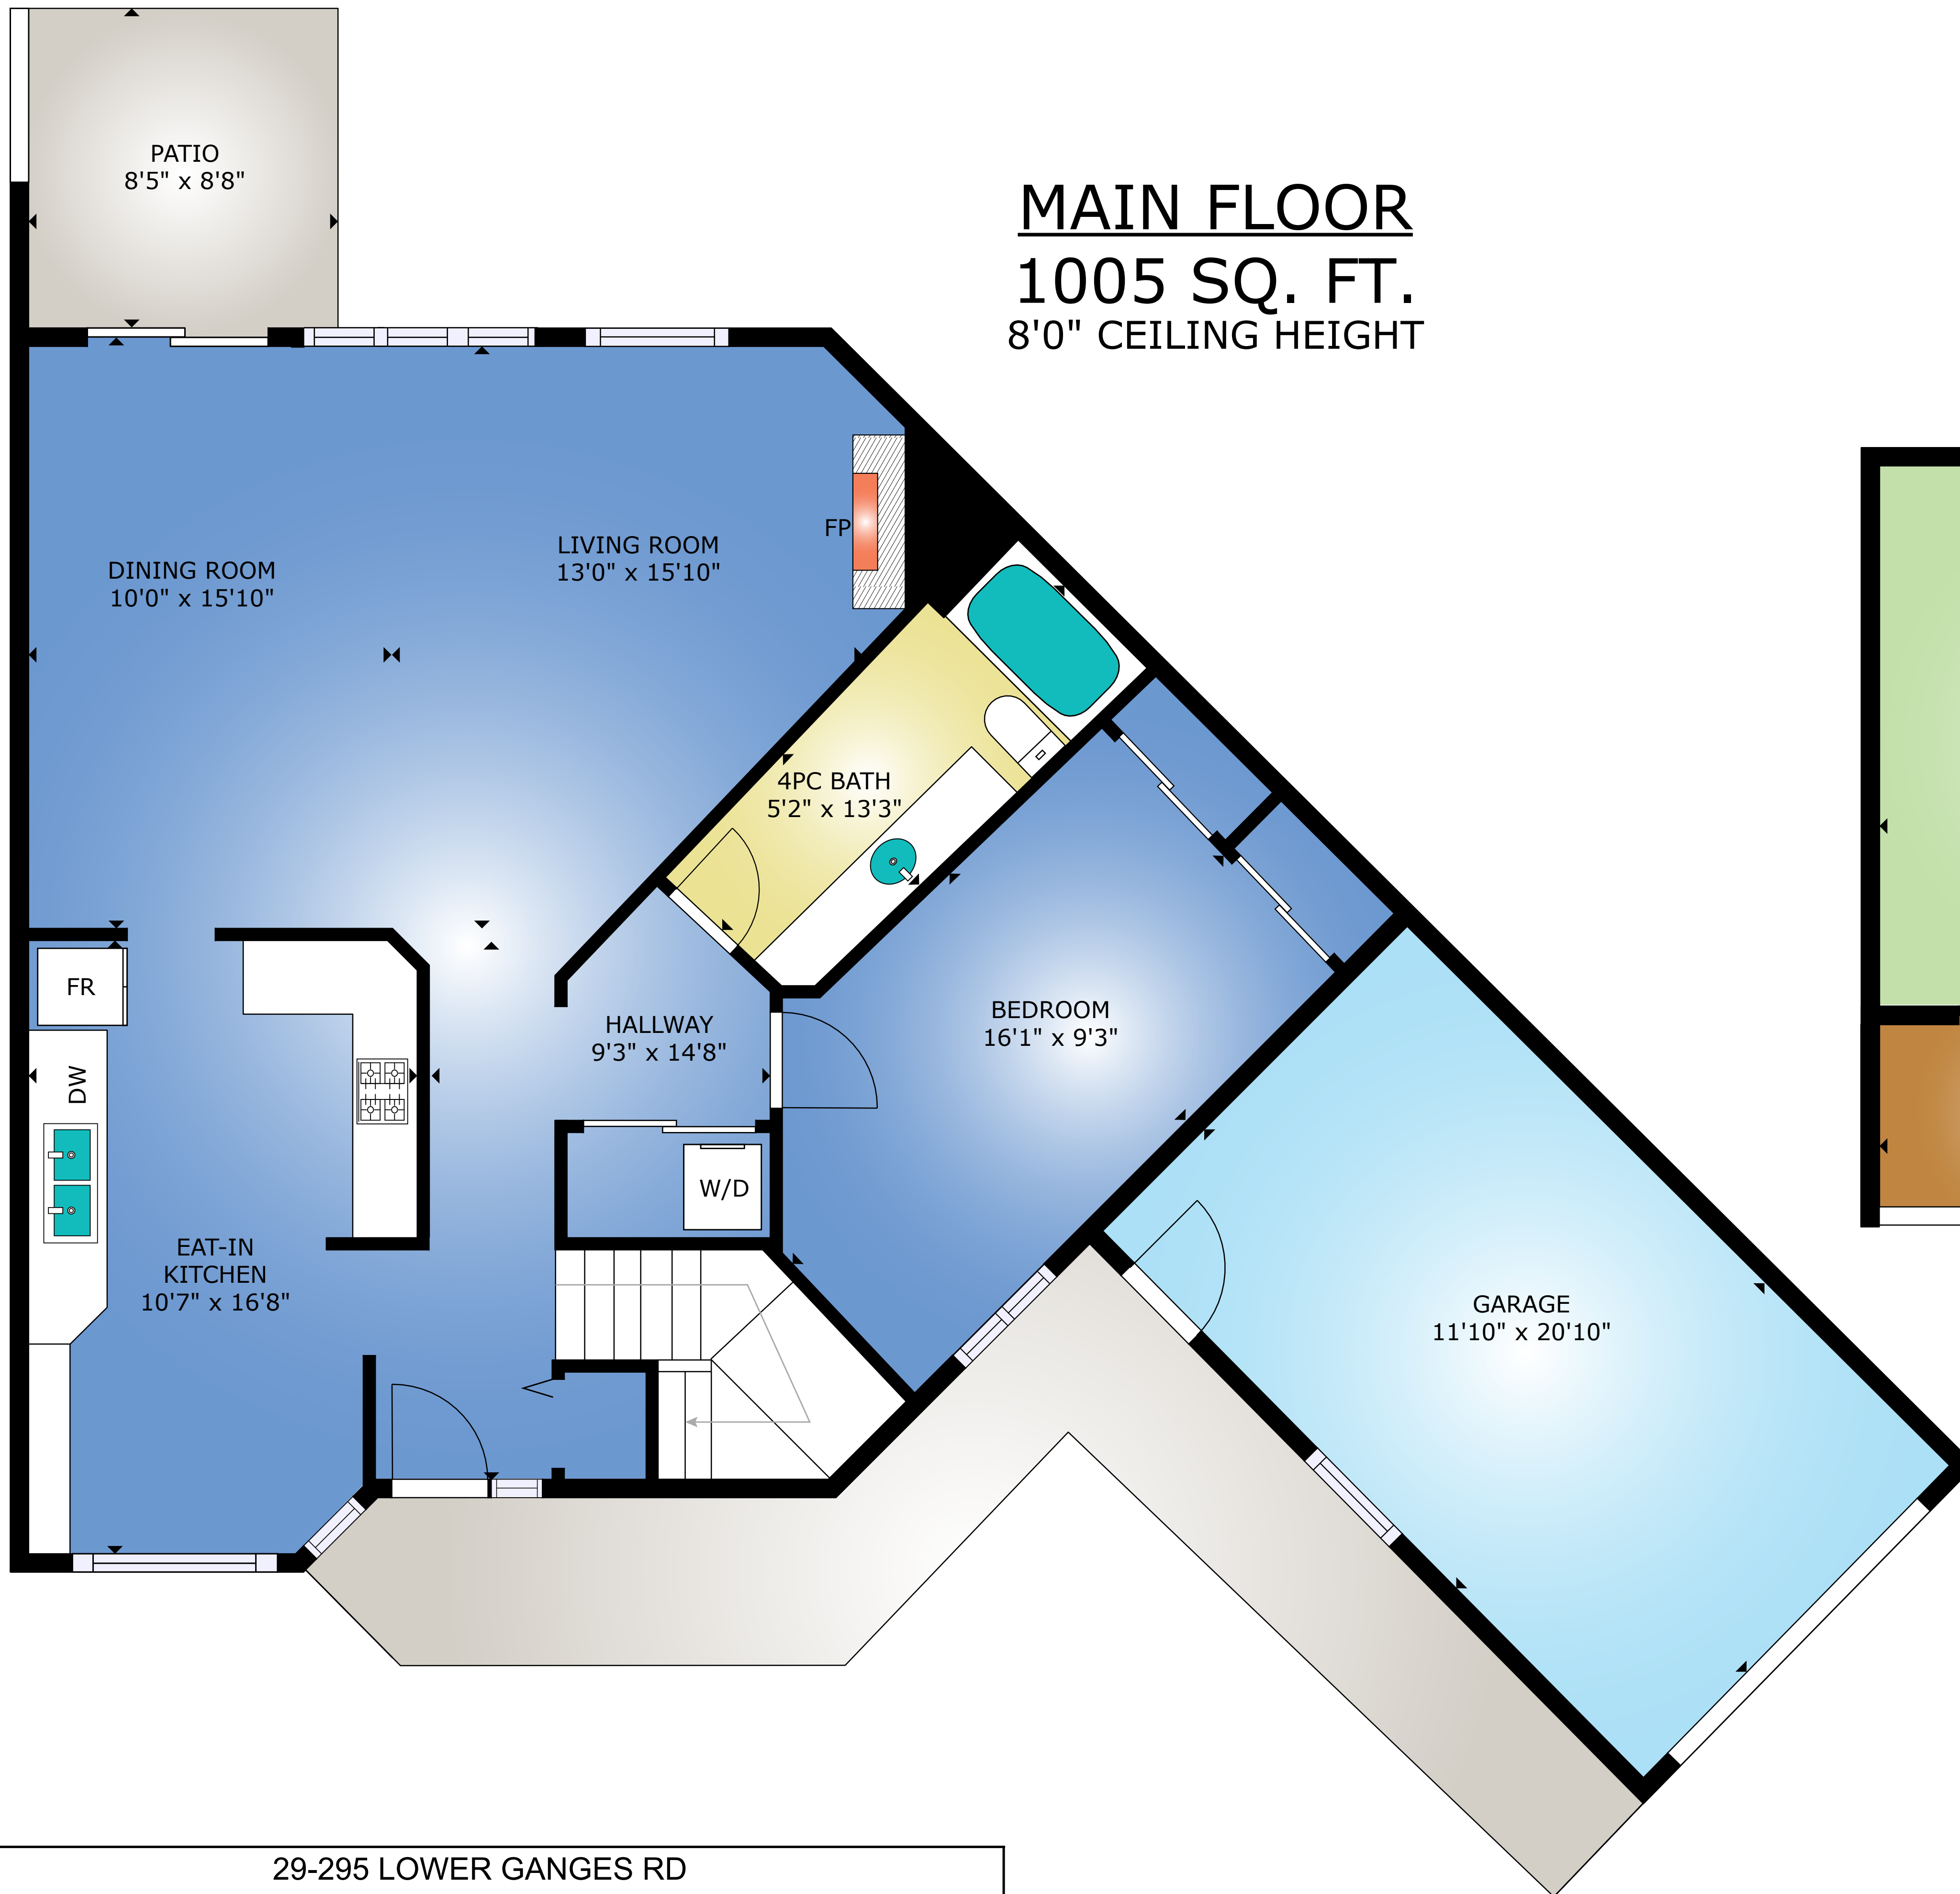 PATIO
8'5" x 8'8"
MAIN FLOOR
1005 SQ. FT.
8'0" CEILING HEIGHT
DINING ROOM
10'0" x 15'10"
LIVING ROOM
13'0" x 15'10"
FP
4PC BATH
5'2" x 13'3"
FR
DW
HALLWAY
9'3" x 14'8"
BEDROOM
16'1" x 9'3"
W/D
EAT-IN
KITCHEN
10'7" x 16'8"
GARAGE
11'10" x 20'10"
29-295 LOWER GANGES RD